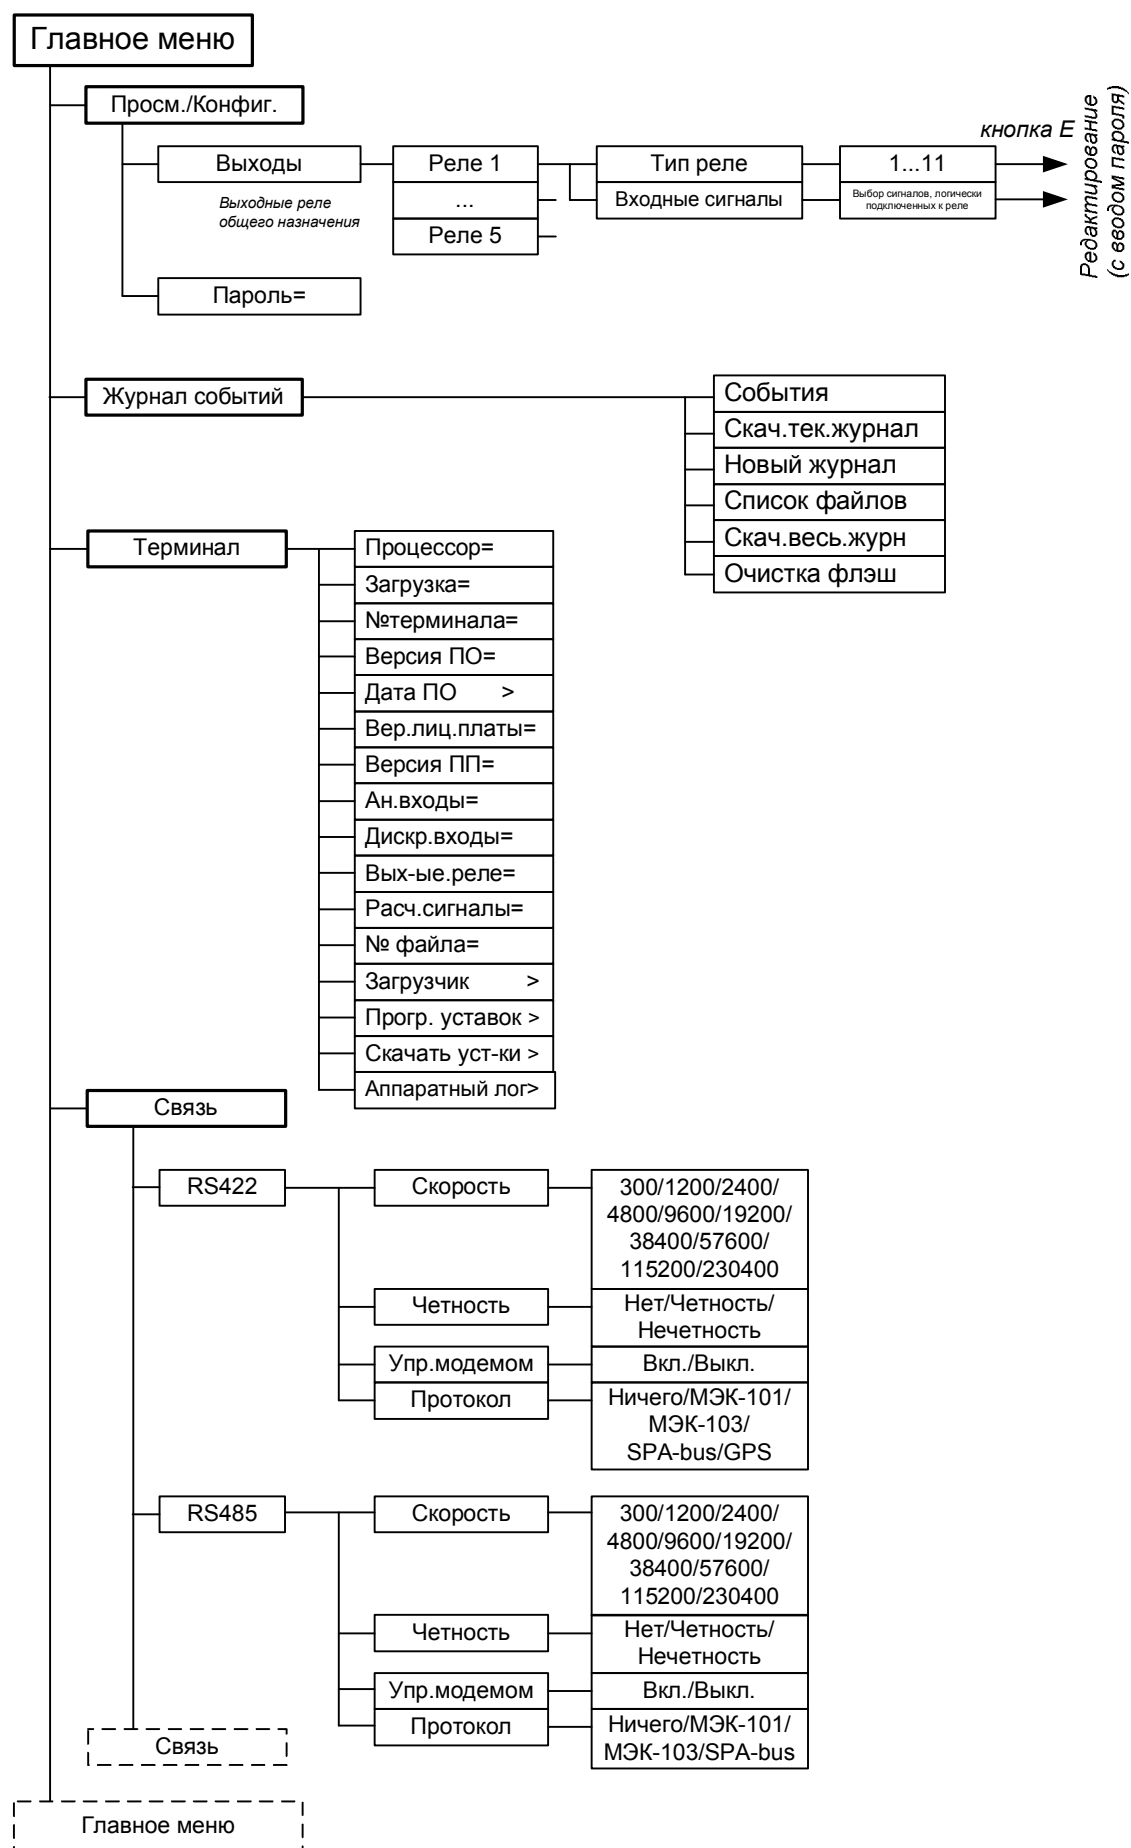 Главное меню
Просм./Конфиг.
кнопка E
Редактирование
(с вводом пароля)
Выходы
Реле 1
Тип реле
1...11
Выходные реле
общего назначения
...
Входные сигналы
Выбор сигналов, логически
подключенных к реле
Реле 5
Пароль=
Журнал событий
События
Скач.тек.журнал
Новый журнал
Список файлов
Скач.весь.журн
Очистка флэш
Терминал
Процессор=
Загрузка=
№терминала=
Версия ПО=
Дата ПО >
Вер.лиц.платы=
Версия ПП=
Ан.входы=
Дискр.входы=
Вых-ые.реле=
Расч.сигналы=
№ файла=
Загрузчик >
Прогр. уставок >
Скачать уст-ки >
Аппаратный лог>
Связь
RS422
Скорость
300/1200/2400/
4800/9600/19200/
38400/57600/
115200/230400
Четность
Нет/Четность/
Нечетность
Упр.модемом
Вкл./Выкл.
Протокол
Ничего/МЭК-101/
МЭК-103/
SPA-bus/GPS
RS485
Скорость
300/1200/2400/
4800/9600/19200/
38400/57600/
115200/230400
Четность
Нет/Четность/
Нечетность
Упр.модемом
Вкл./Выкл.
Протокол
Ничего/МЭК-101/
МЭК-103/SPA-bus
Связь
Главное меню